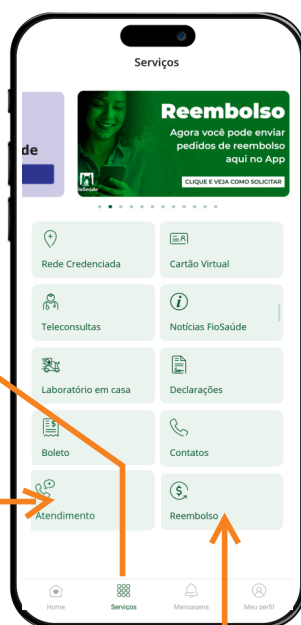 Serviços
de
Reembolso
Agora você pode enviar
pedidos de reembolso
aqui no App
CLIQUE E VEJA COMO SOLICITAR
FioSaúde
Rede Credenciada
Cartão Virtual
Teleconsultas
Notícias FioSaúde
Laboratório em casa
Declarações
Boleto
Contatos
Atendimento
Reembolso
Home
Serviços
Mensagens
Meu perfil